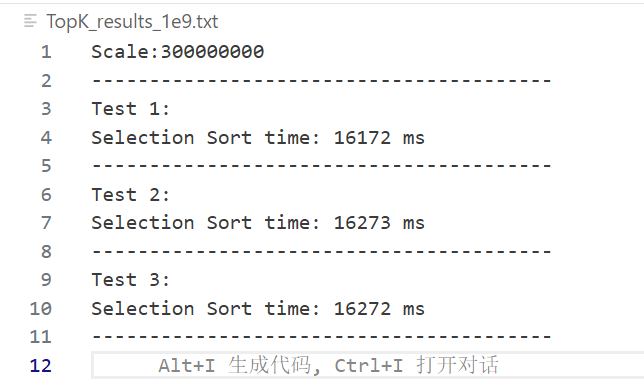 TopK_results_1e9.txt
1 Scale:300000000
2 ----------------------------------------
3 Test 1:
4 Selection Sort time: 16172 ms
5 ----------------------------------------
6 Test 2:
7 Selection Sort time: 16273 ms
8 ----------------------------------------
9 Test 3:
10 Selection Sort time: 16272 ms
11 ----------------------------------------
12 Alt+I 生成代码, Ctrl+I 打开对话